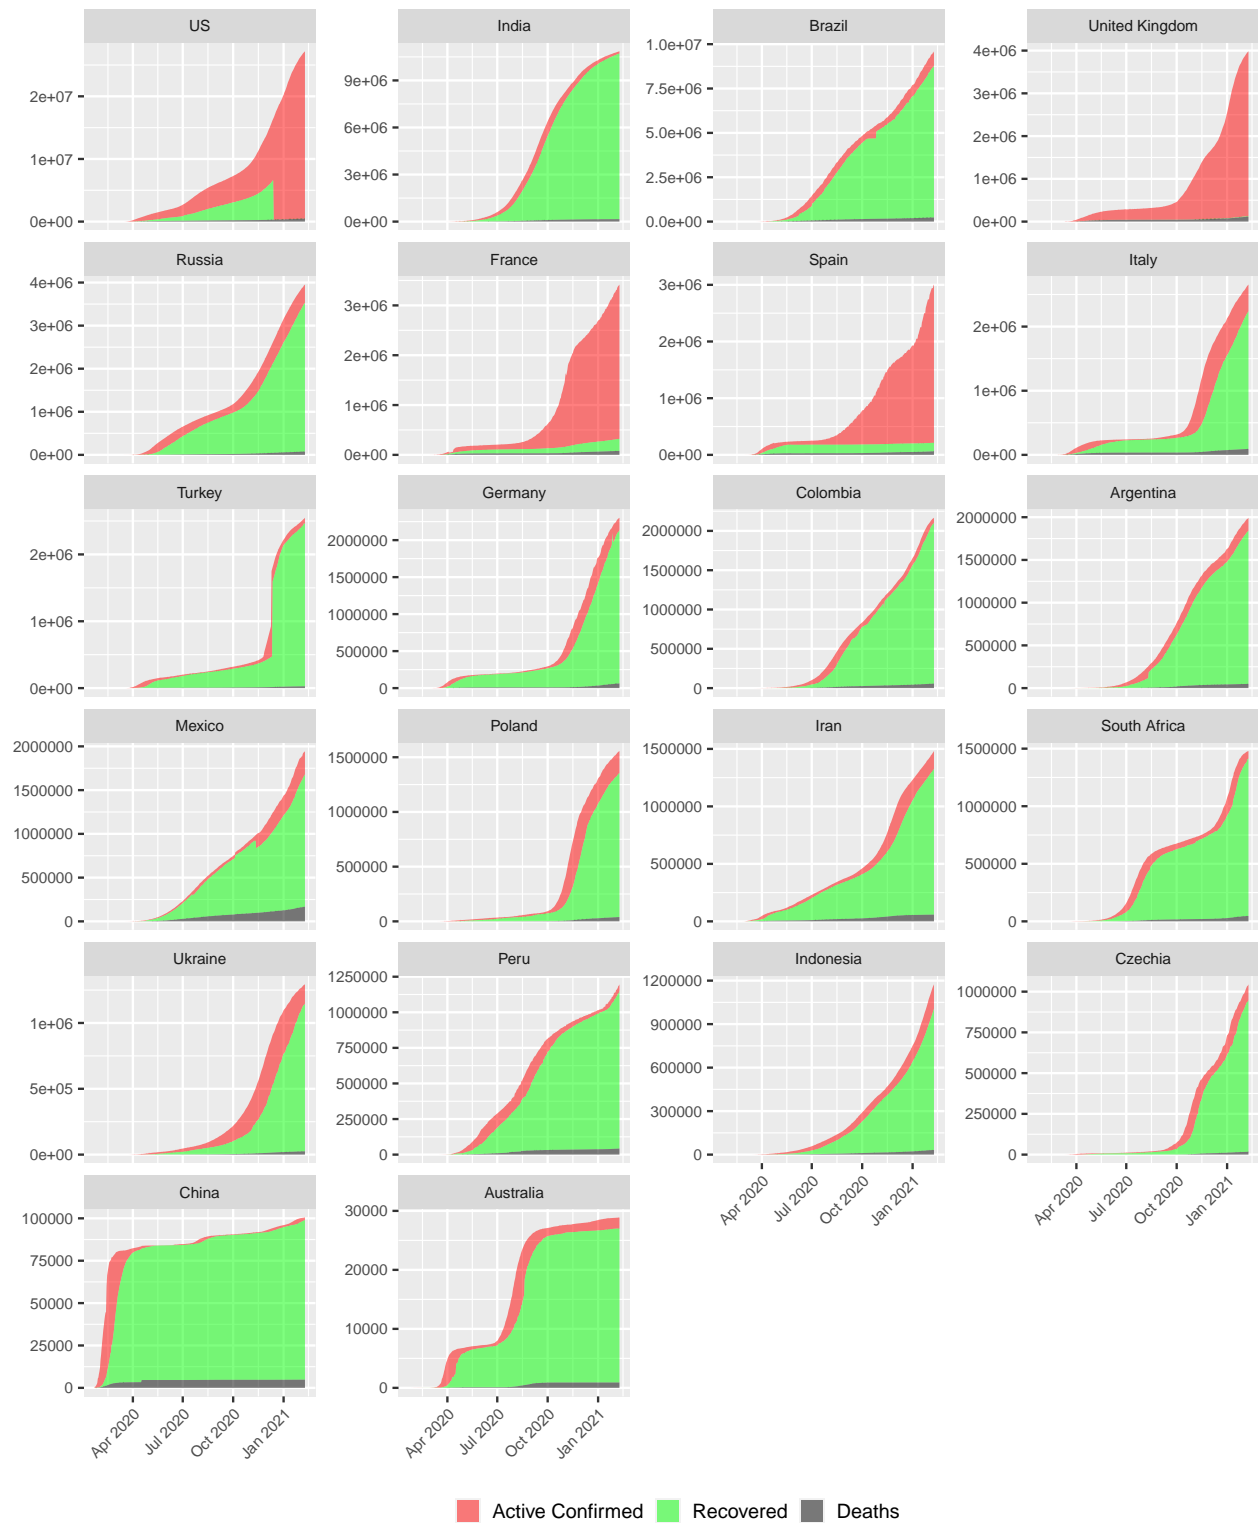 US India Brazil United Kingdom
2e+07
1e+07
0e+00
9e+06
6e+06
3e+06
0e+00
1.0e+07
7.5e+06
5.0e+06
2.5e+06
0.0e+00
4e+06
3e+06
2e+06
1e+06
0e+00
Russia France Spain Italy
4e+06
3e+06
2e+06
1e+06
0e+00
3e+06
2e+06
1e+06
0e+00
3e+06
2e+06
1e+06
0e+00
2e+06
1e+06
0e+00
Turkey Germany Colombia Argentina
2e+06
1e+06
0e+00
2000000
1500000
1000000
500000
0
2000000
1500000
1000000
500000
0
2000000
1500000
1000000
500000
0
Mexico Poland Iran South Africa
2000000
1500000
1000000
500000
0
1500000
1000000
500000
0
1500000
1000000
500000
0
1500000
1000000
500000
0
Ukraine Peru Indonesia Czechia
1e+06
5e+05
0e+00
1250000
1000000
750000
500000
250000
0
1200000
900000
600000
300000
0
1000000
750000
500000
250000
0
Apr 2020 Jul 2020 Oct 2020 Jan 2021
Apr 2020 Jul 2020 Oct 2020 Jan 2021
China Australia
100000
75000
50000
25000
0
30000
20000
10000
0
Apr 2020 Jul 2020 Oct 2020 Jan 2021
Apr 2020 Jul 2020 Oct 2020 Jan 2021
Active Confirmed Recovered Deaths